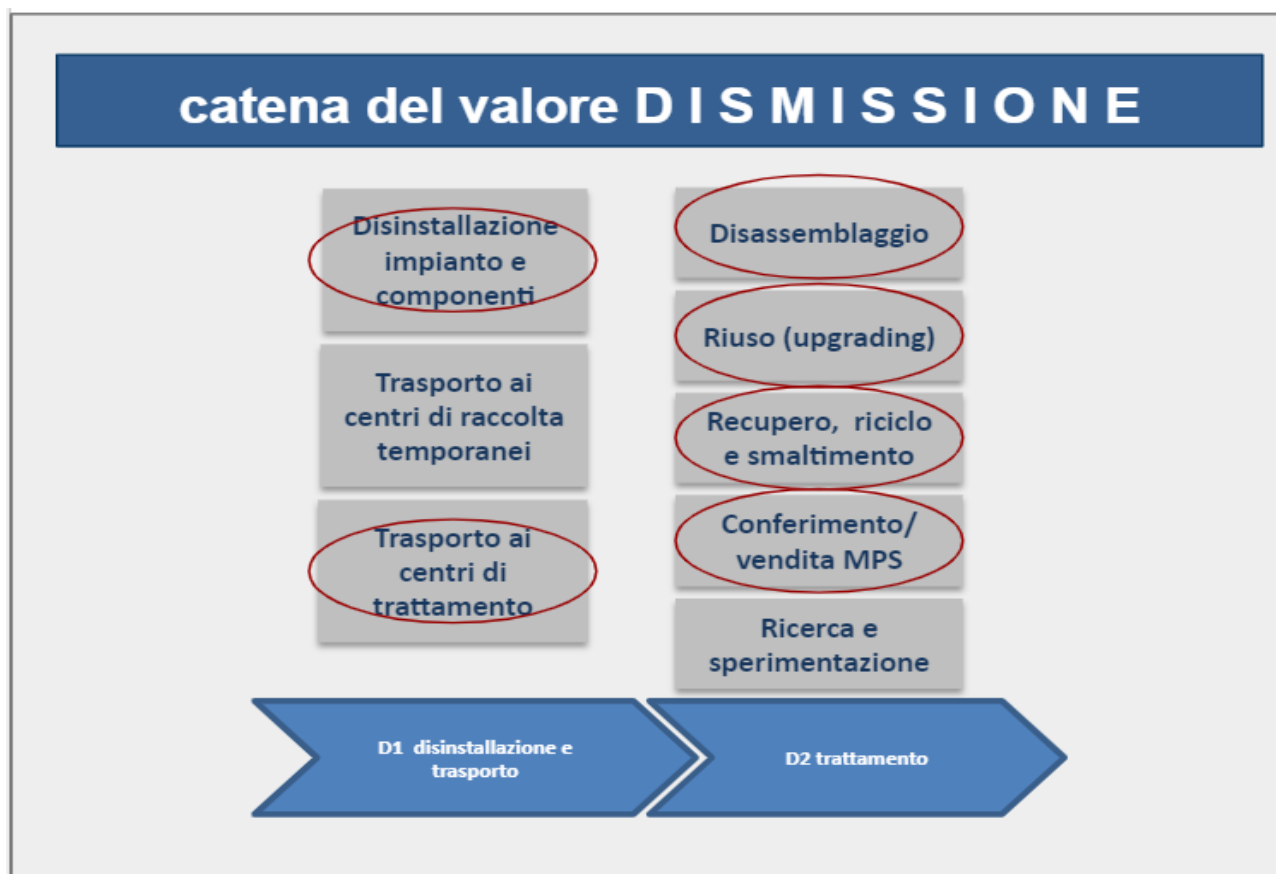 catena del valore D I S M I S S I O N E
Disinstallazione
impianto e
componenti
Trasporto ai
centri di raccolta
temporanei
Trasporto ai
centri di
trattamento
Disassemblaggio
Riuso (upgrading)
Recupero, riciclo
e smaltimento
Conferimento/
vendita MPS
Ricerca e
sperimentazione
D1 disinstallazione e
trasporto
D2 trattamento